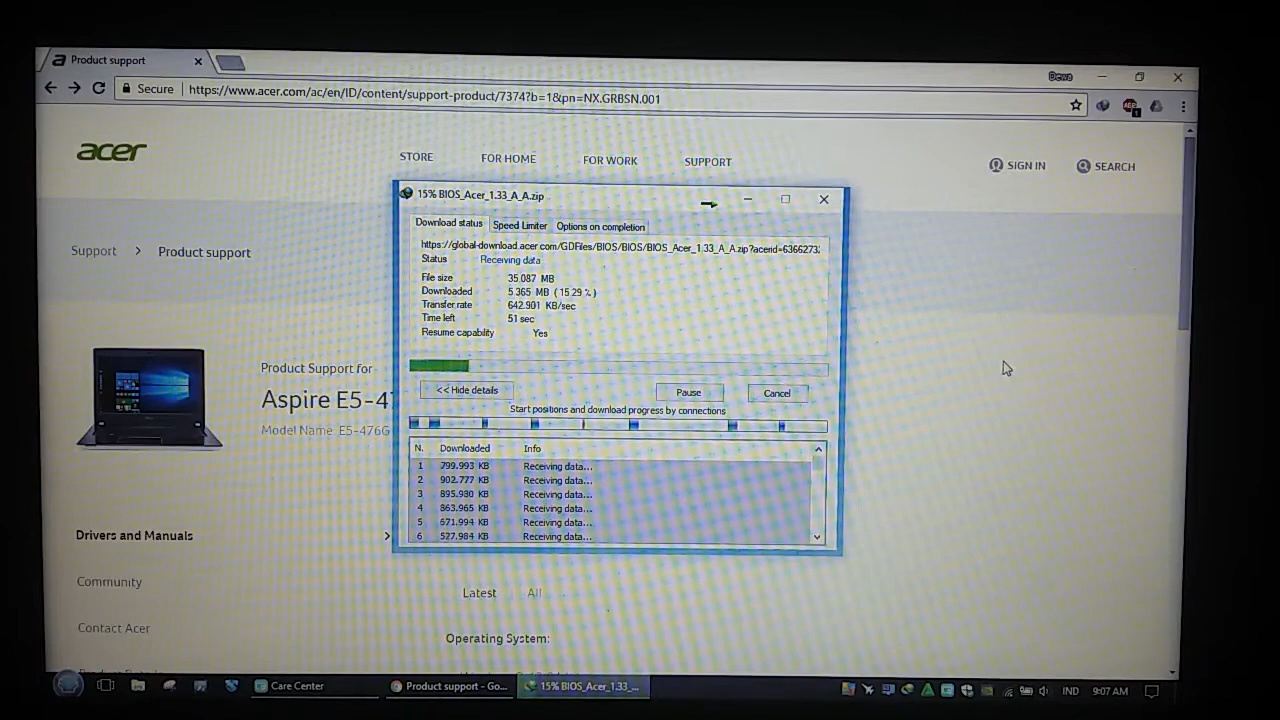 Product support
Dewa
Secure https://www.acer.com/ac/en/ID/content/support-product/7374?b=1&pn=NX.GRBSN.001
acer
STORE FOR HOME FOR WORK SUPPORT SIGN IN SEARCH
Support > Product support
15% BIOS_Acer_1.33_A_A.zip
Download status Speed Limiter Options on completion
https://global-download.acer.com/GDFiles/BIOS/BIOS/BIOS_Acer_1.33_A_A.zip?acerid=6366273
Status Receiving data
File size 35.087 MB
Downloaded 5.365 MB ( 15.29 % )
Transfer rate 642.901 KB/sec
Time left 51 sec
Resume capability Yes
<< Hide details Pause Cancel
Start positions and download progress by connections
N. Downloaded Info
1 799.993 KB Receiving data...
2 902.777 KB Receiving data...
3 895.930 KB Receiving data...
4 863.965 KB Receiving data...
5 671.994 KB Receiving data...
6 527.984 KB Receiving data...
Product Support for
Aspire E5-47
Model Name: E5-476G
Drivers and Manuals >
Community
Contact Acer
Latest All
Operating System:
Care Center Product support - Go... 15% BIOS_Acer_1.33_... IND 9:07 AM